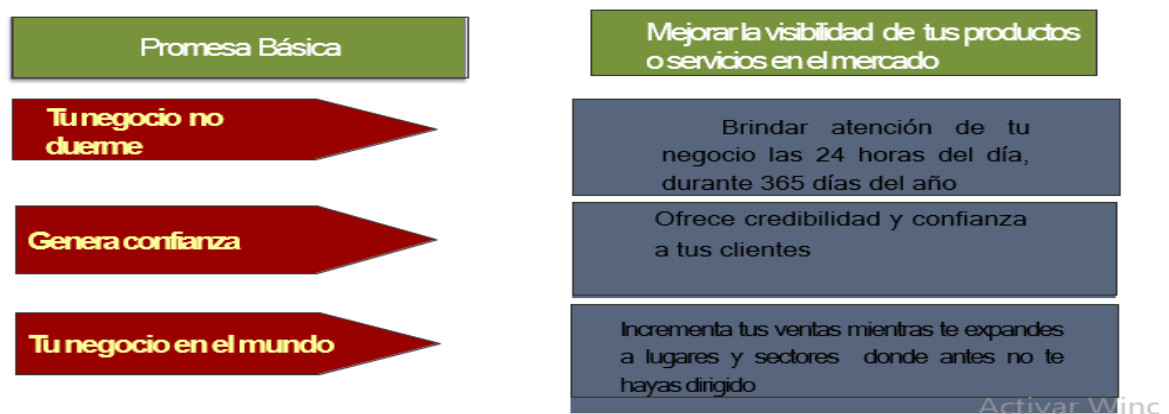 Promesa Básica
Mejorar la visibilidad de tus productos
o servicios en el mercado
Tu negocio no
duerme
Brindar atención de tu
negocio las 24 horas del día,
durante 365 días del año
Genera confianza
Ofrece credibilidad y confianza
a tus clientes
Tu negocio en el mundo
Incrementa tus ventas mientras te expandes
a lugares y sectores donde antes no te
hayas dirigido
Activar Winc